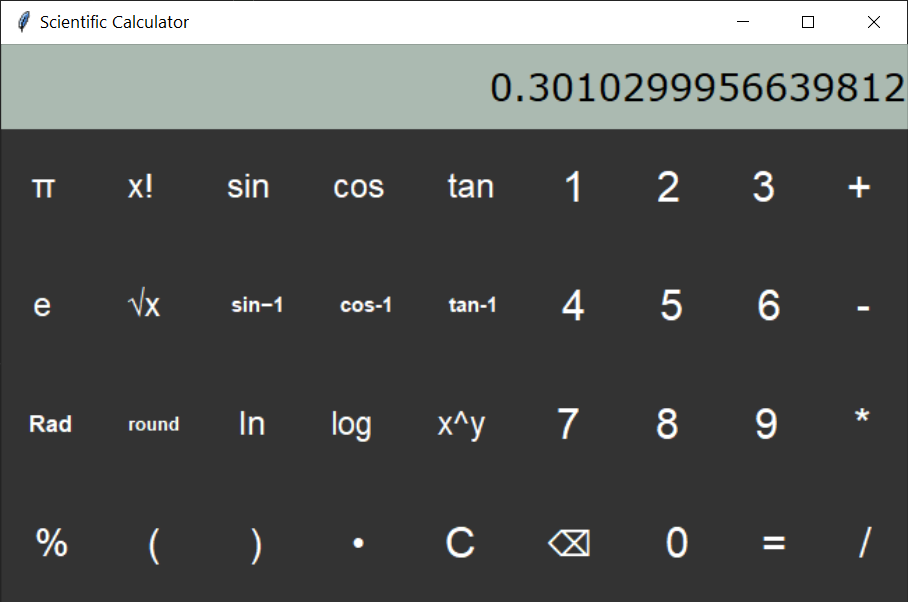 Scientific Calculator
0.3010299956639812
π x! sin cos tan 1 2 3 +
e √x sin−1 cos-1 tan-1 4 5 6 -
Rad round ln log x^y 7 8 9 *
% ( ) • C ⌫ 0 = /